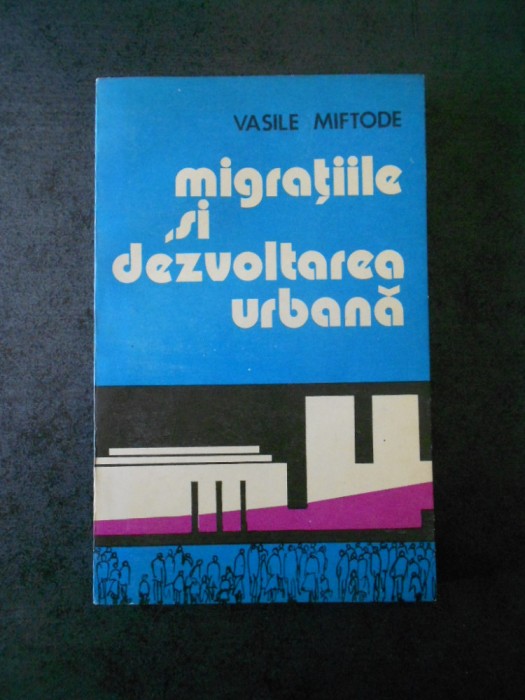 VASILE MIFTODE
migrațiile
și
dezvoltarea
urbană